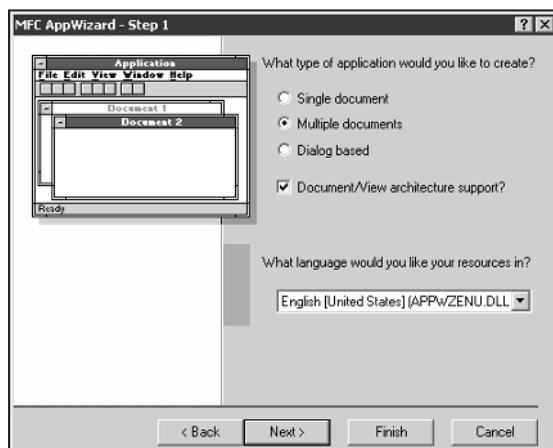 MFC AppWizard - Step 1
Application
File Edit View Window Help
Document 1
Document 2
Ready
What type of application would you like to create?
Single document
Multiple documents
Dialog based
Document/View architecture support?
What language would you like your resources in?
English [United States] (APPWZENU.DLL
< Back
Next >
Finish
Cancel